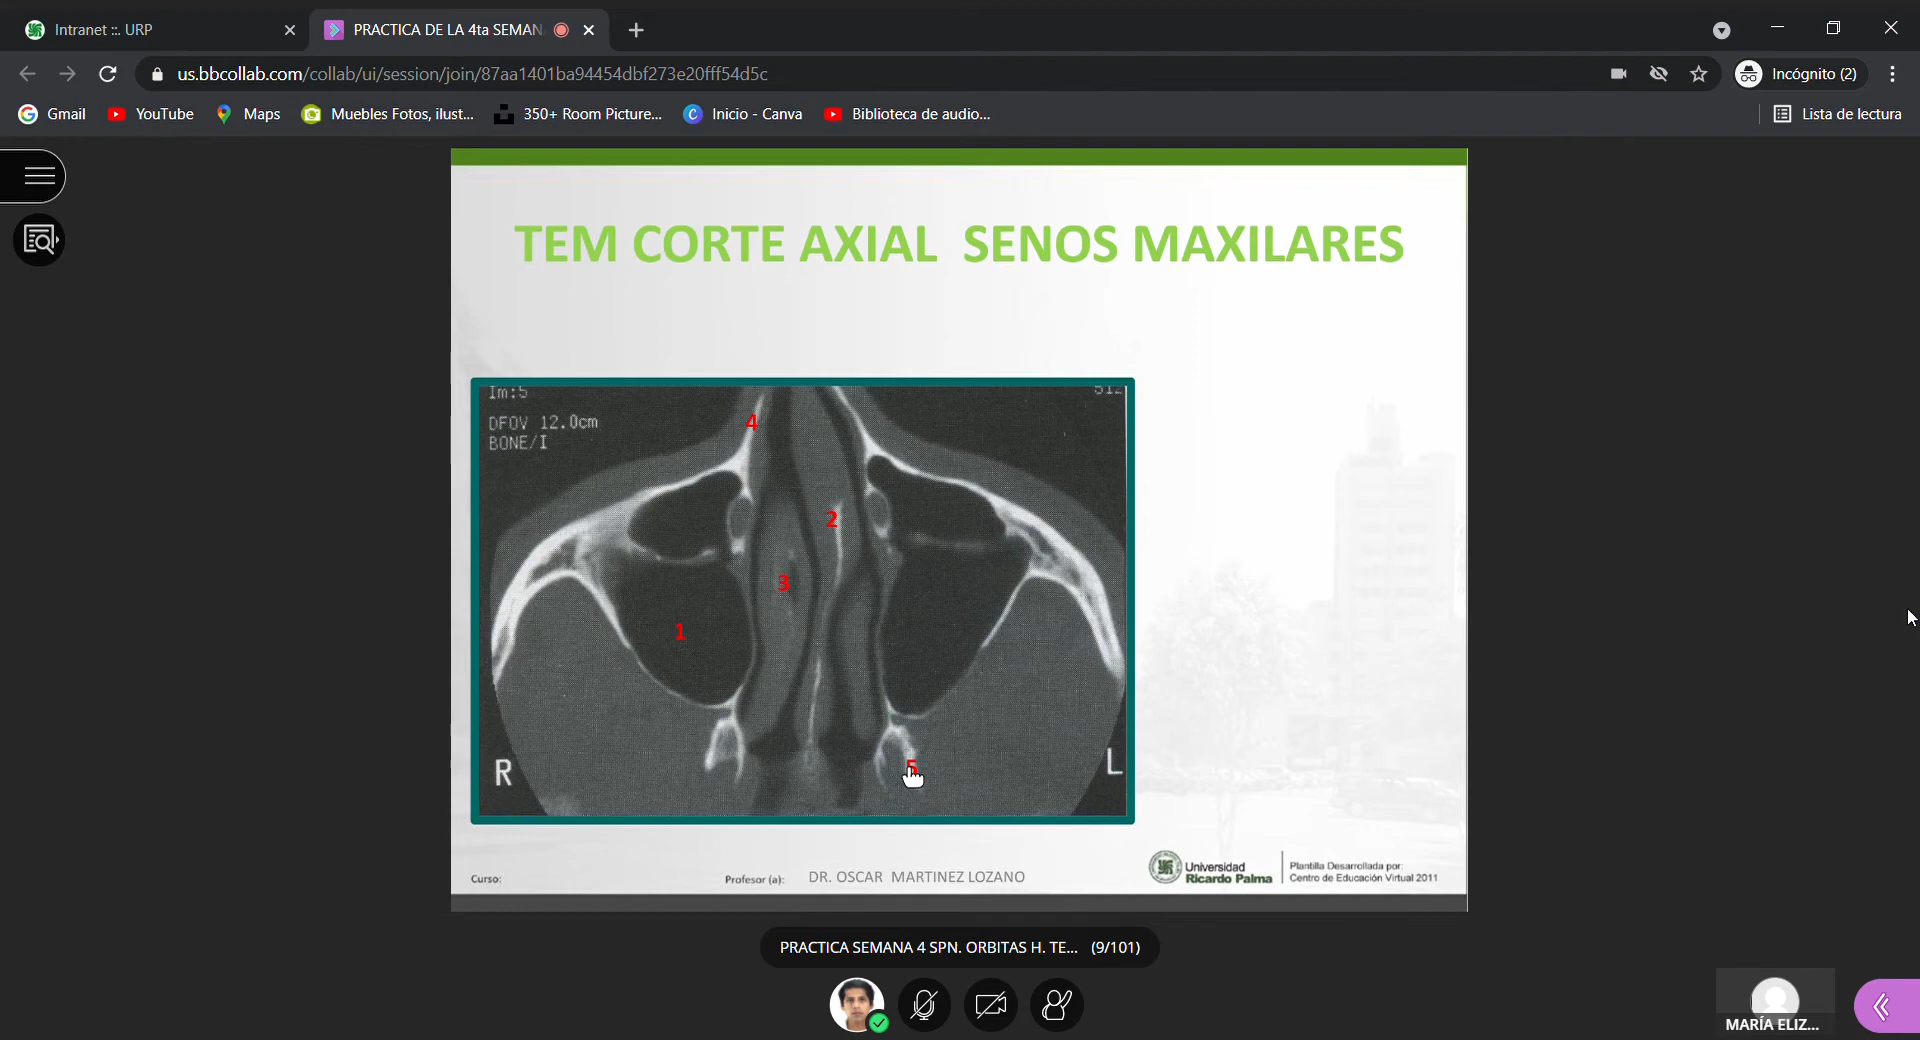 Intranet ::. URP
PRACTICA DE LA 4ta SEMAN
us.bbcollab.com/collab/ui/session/join/87aa1401ba94454dbf273e20fff54d5c
Incógnito (2)
Gmail
YouTube
Maps
Muebles Fotos, ilust...
350+ Room Picture...
Inicio - Canva
Biblioteca de audio...
Lista de lectura
TEM CORTE AXIAL SENOS MAXILARES
Im:5
512
DFOV 12.0cm
BONE/I
4
2
3
1
5
R
L
Curso:
Profesor (a):
DR. OSCAR MARTINEZ LOZANO
Universidad
Ricardo Palma
Plantilla Desarrollada por:
Centro de Educación Virtual 2011
PRACTICA SEMANA 4 SPN. ORBITAS H. TE... (9/101)
MARÍA ELIZ...